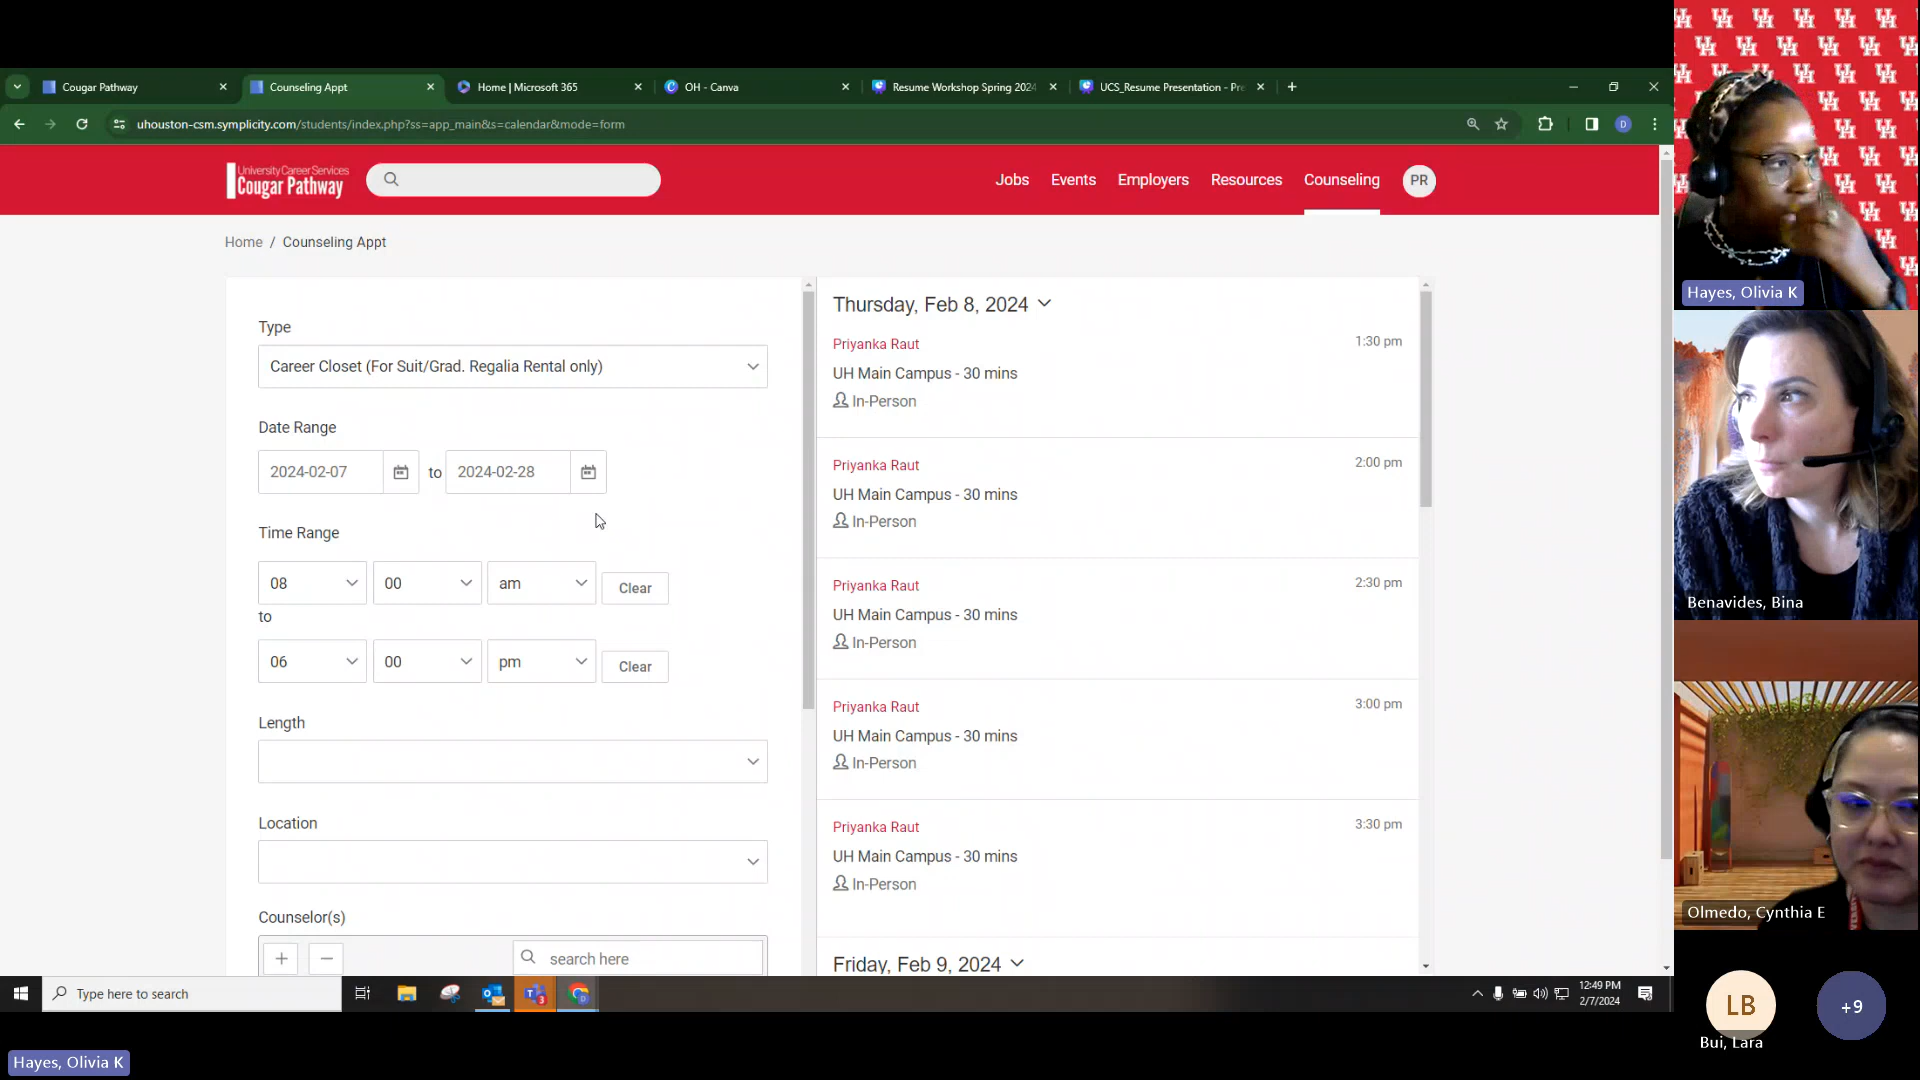 Cougar Pathway
Counseling Appt
Home | Microsoft 365
OH - Canva
Resume Workshop Spring 2024
UCS_Resume Presentation - Pre
uhouston-csm.symplicity.com/students/index.php?ss=app_main&s=calendar&mode=form
D
University Career Services
Cougar Pathway
Jobs
Events
Employers
Resources
Counseling
PR
Home / Counseling Appt
Type
Career Closet (For Suit/Grad. Regalia Rental only)
Date Range
2024-02-07
to
2024-02-28
Time Range
08
00
am
Clear
to
06
00
pm
Clear
Length
Location
Counselor(s)
search here
Thursday, Feb 8, 2024
Priyanka Raut
1:30 pm
UH Main Campus - 30 mins
In-Person
Priyanka Raut
2:00 pm
UH Main Campus - 30 mins
In-Person
Priyanka Raut
2:30 pm
UH Main Campus - 30 mins
In-Person
Priyanka Raut
3:00 pm
UH Main Campus - 30 mins
In-Person
Priyanka Raut
3:30 pm
UH Main Campus - 30 mins
In-Person
Friday, Feb 9, 2024
Type here to search
12:49 PM
2/7/2024
Hayes, Olivia K
Benavides, Bina
Olmedo, Cynthia E
LB
Bui, Lara
+9
Hayes, Olivia K